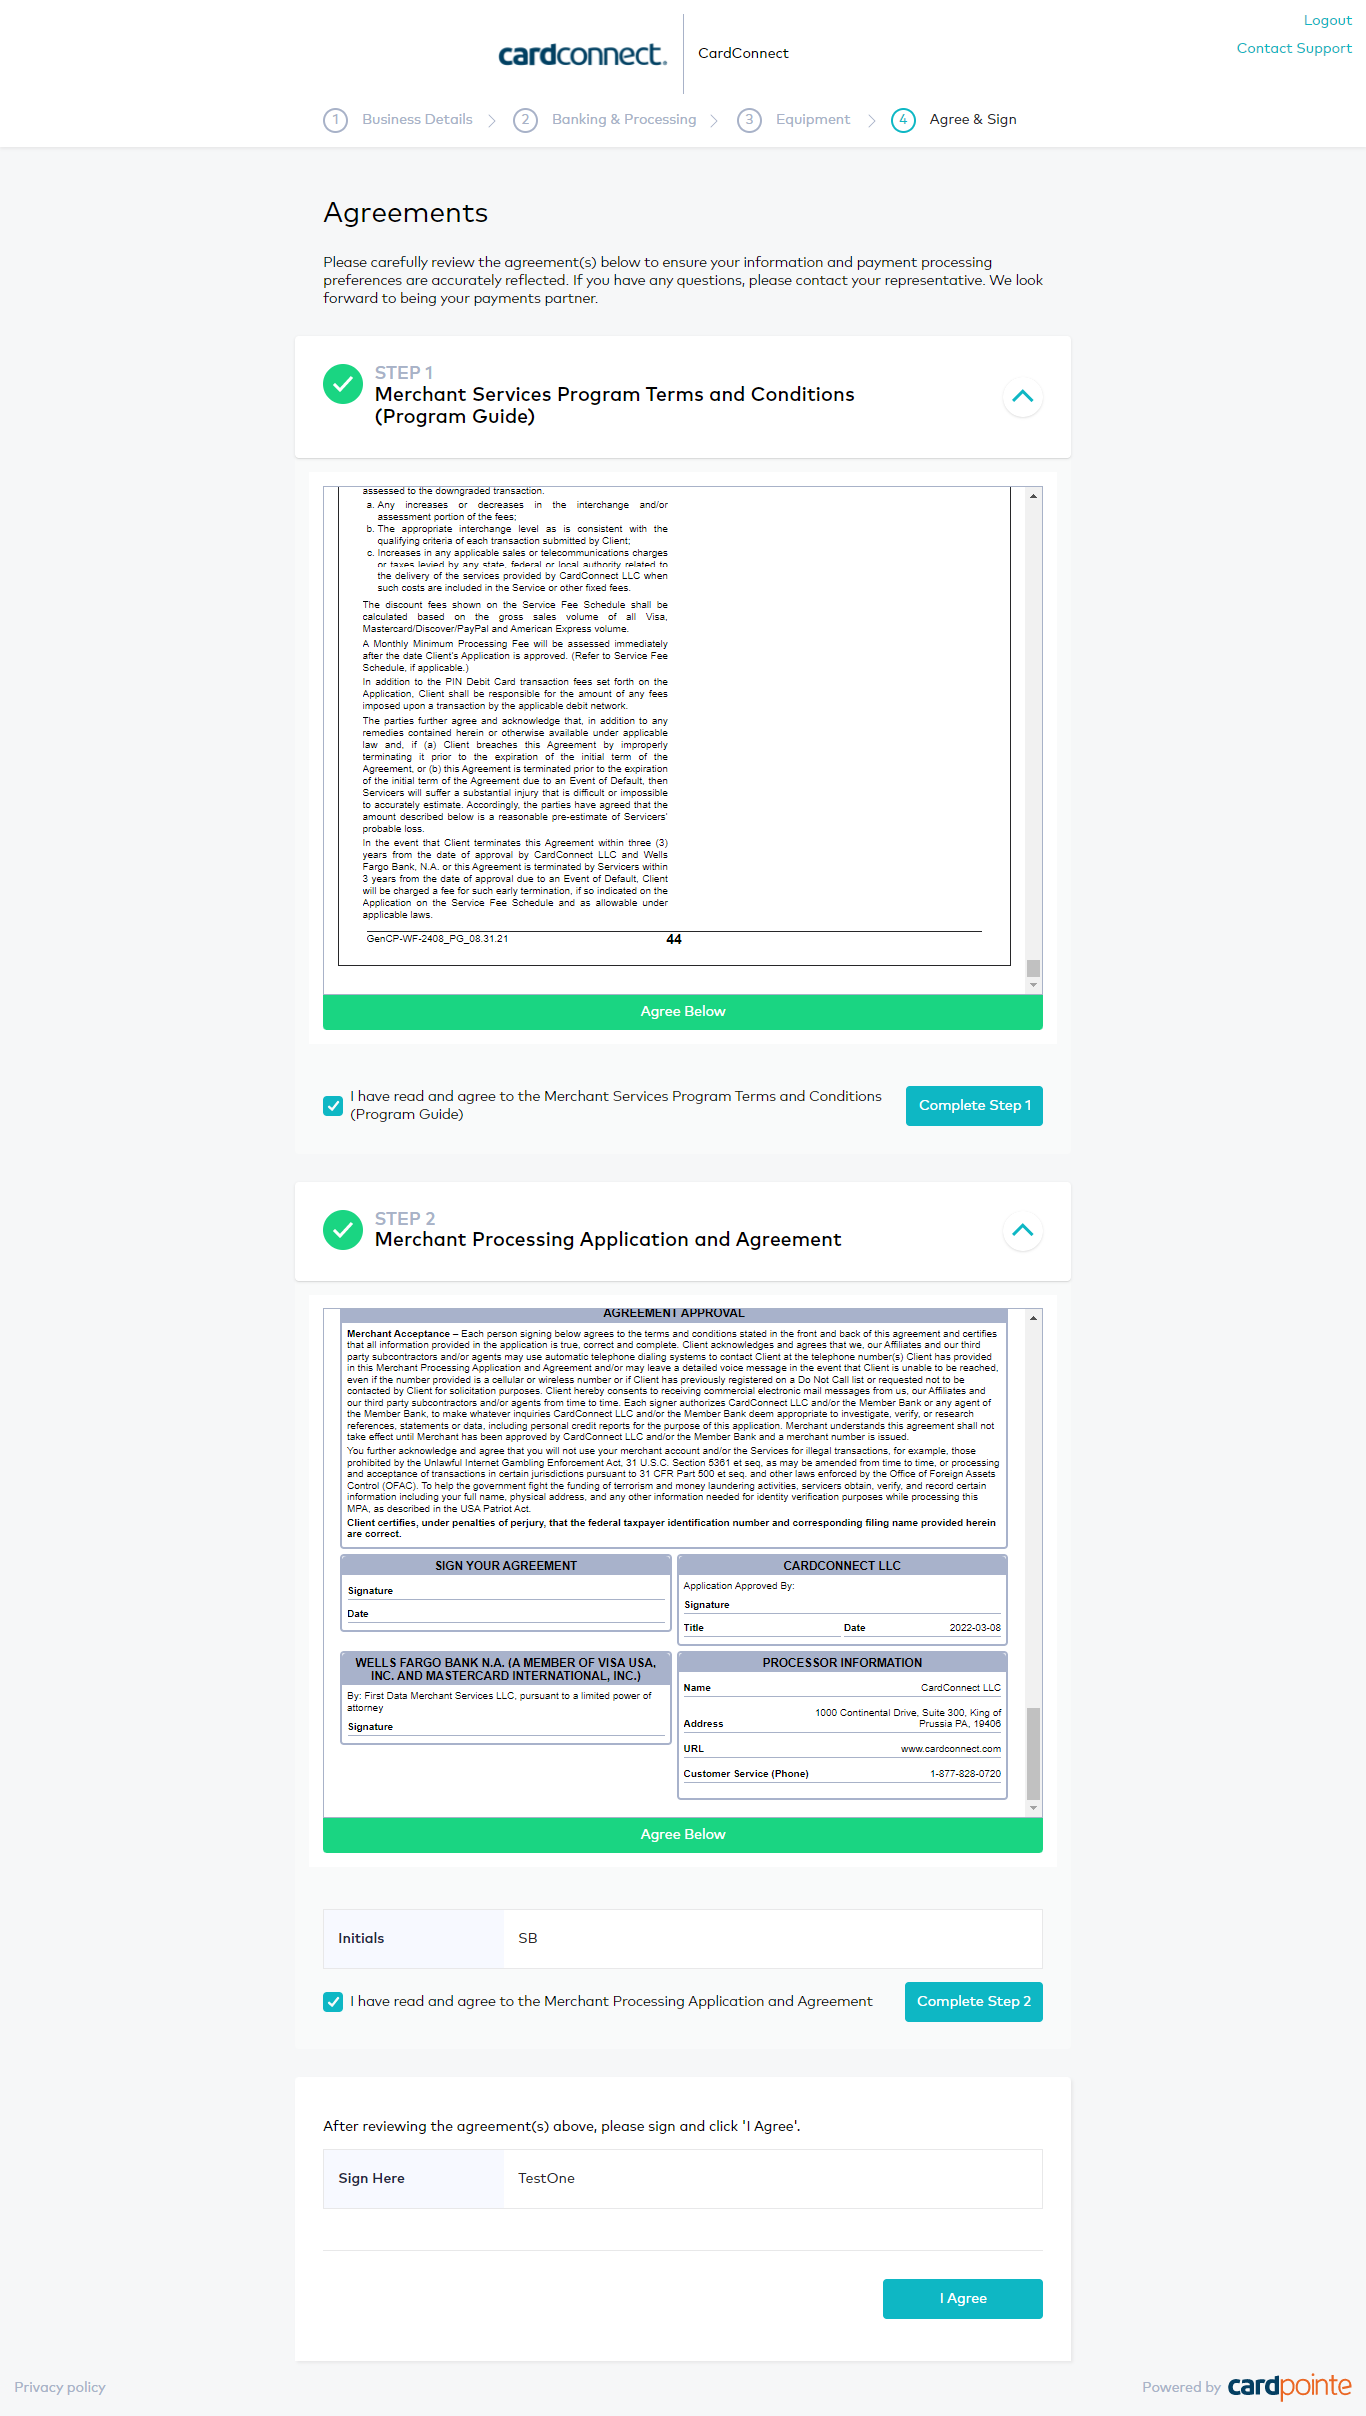 Logout
Contact Support
cardconnect.
CardConnect
1 Business Details
2 Banking & Processing
3 Equipment
4 Agree & Sign
Agreements
Please carefully review the agreement(s) below to ensure your information and payment processing
preferences are accurately reflected. If you have any questions, please contact your representative. We look
forward to being your payments partner.
STEP 1
Merchant Services Program Terms and Conditions
(Program Guide)
assessed to the downgraded transaction.
a. Any increases or decreases in the interchange and/or
assessment portion of the fees;
b. The appropriate interchange level as is consistent with the
qualifying criteria of each transaction submitted by Client;
c. Increases in any applicable sales or telecommunications charges
or taxes levied by any state, federal or local authority related to
the delivery of the services provided by CardConnect LLC when
such costs are included in the Service or other fixed fees.
The discount fees shown on the Service Fee Schedule shall be
calculated based on the gross sales volume of all Visa,
Mastercard/Discover/PayPal and American Express volume.
A Monthly Minimum Processing Fee will be assessed immediately
after the date Client's Application is approved. (Refer to Service Fee
Schedule, if applicable.)
In addition to the PIN Debit Card transaction fees set forth on the
Application, Client shall be responsible for the amount of any fees
imposed upon a transaction by the applicable debit network.
The parties further agree and acknowledge that, in addition to any
remedies contained herein or otherwise available under applicable
law and, if (a) Client breaches this Agreement by improperly
terminating it prior to the expiration of the initial term of the
Agreement, or (b) this Agreement is terminated prior to the expiration
of the initial term of the Agreement due to an Event of Default, then
Servicers will suffer a substantial injury that is difficult or impossible
to accurately estimate. Accordingly, the parties have agreed that the
amount described below is a reasonable pre-estimate of Servicers'
probable loss.
In the event that Client terminates this Agreement within three (3)
years from the date of approval by CardConnect LLC and Wells
Fargo Bank, N.A. or this Agreement is terminated by Servicers within
3 years from the date of approval due to an Event of Default, Client
will be charged a fee for such early termination, if so indicated on the
Application on the Service Fee Schedule and as allowable under
applicable laws.
GenCP-WF-2408_PG_08.31.21 44
Agree Below
I have read and agree to the Merchant Services Program Terms and Conditions
(Program Guide)
Complete Step 1
STEP 2
Merchant Processing Application and Agreement
AGREEMENT APPROVAL
Merchant Acceptance – Each person signing below agrees to the terms and conditions stated in the front and back of this agreement and certifies
that all information provided in the application is true, correct and complete. Client acknowledges and agrees that we, our Affiliates and our third
party subcontractors and/or agents may use automatic telephone dialing systems to contact Client at the telephone number(s) Client has provided
in this Merchant Processing Application and Agreement and/or may leave a detailed voice message in the event that Client is unable to be reached,
even if the number provided is a cellular or wireless number or if Client has previously registered on a Do Not Call list or requested not to be
contacted by Client for solicitation purposes. Client hereby consents to receiving commercial electronic mail messages from us, our Affiliates and
our third party subcontractors and/or agents from time to time. Each signer authorizes CardConnect LLC and/or the Member Bank or any agent of
the Member Bank, to make whatever inquiries CardConnect LLC and/or the Member Bank deem appropriate to investigate, verify, or research
references, statements or data, including personal credit reports for the purpose of this application. Merchant understands this agreement shall not
take effect until Merchant has been approved by CardConnect LLC and/or the Member Bank and a merchant number is issued.
You further acknowledge and agree that you will not use your merchant account and/or the Services for illegal transactions, for example, those
prohibited by the Unlawful Internet Gambling Enforcement Act, 31 U.S.C. Section 5361 et seq, as may be amended from time to time, or processing
and acceptance of transactions in certain jurisdictions pursuant to 31 CFR Part 500 et seq. and other laws enforced by the Office of Foreign Assets
Control (OFAC). To help the government fight the funding of terrorism and money laundering activities, servicers obtain, verify, and record certain
information including your full name, physical address, and any other information needed for identity verification purposes while processing this
MPA, as described in the USA Patriot Act.
Client certifies, under penalties of perjury, that the federal taxpayer identification number and corresponding filing name provided herein
are correct.
SIGN YOUR AGREEMENT
Signature
Date
CARDCONNECT LLC
Application Approved By:
Signature
Title Date 2022-03-08
WELLS FARGO BANK N.A. (A MEMBER OF VISA USA,
INC. AND MASTERCARD INTERNATIONAL, INC.)
By: First Data Merchant Services LLC, pursuant to a limited power of
attorney
Signature
PROCESSOR INFORMATION
Name CardConnect LLC
1000 Continental Drive, Suite 300, King of
Address Prussia PA, 19406
URL www.cardconnect.com
Customer Service (Phone) 1-877-828-0720
Agree Below
Initials SB
I have read and agree to the Merchant Processing Application and Agreement
Complete Step 2
After reviewing the agreement(s) above, please sign and click 'I Agree'.
Sign Here TestOne
I Agree
Privacy policy
Powered by cardpointe